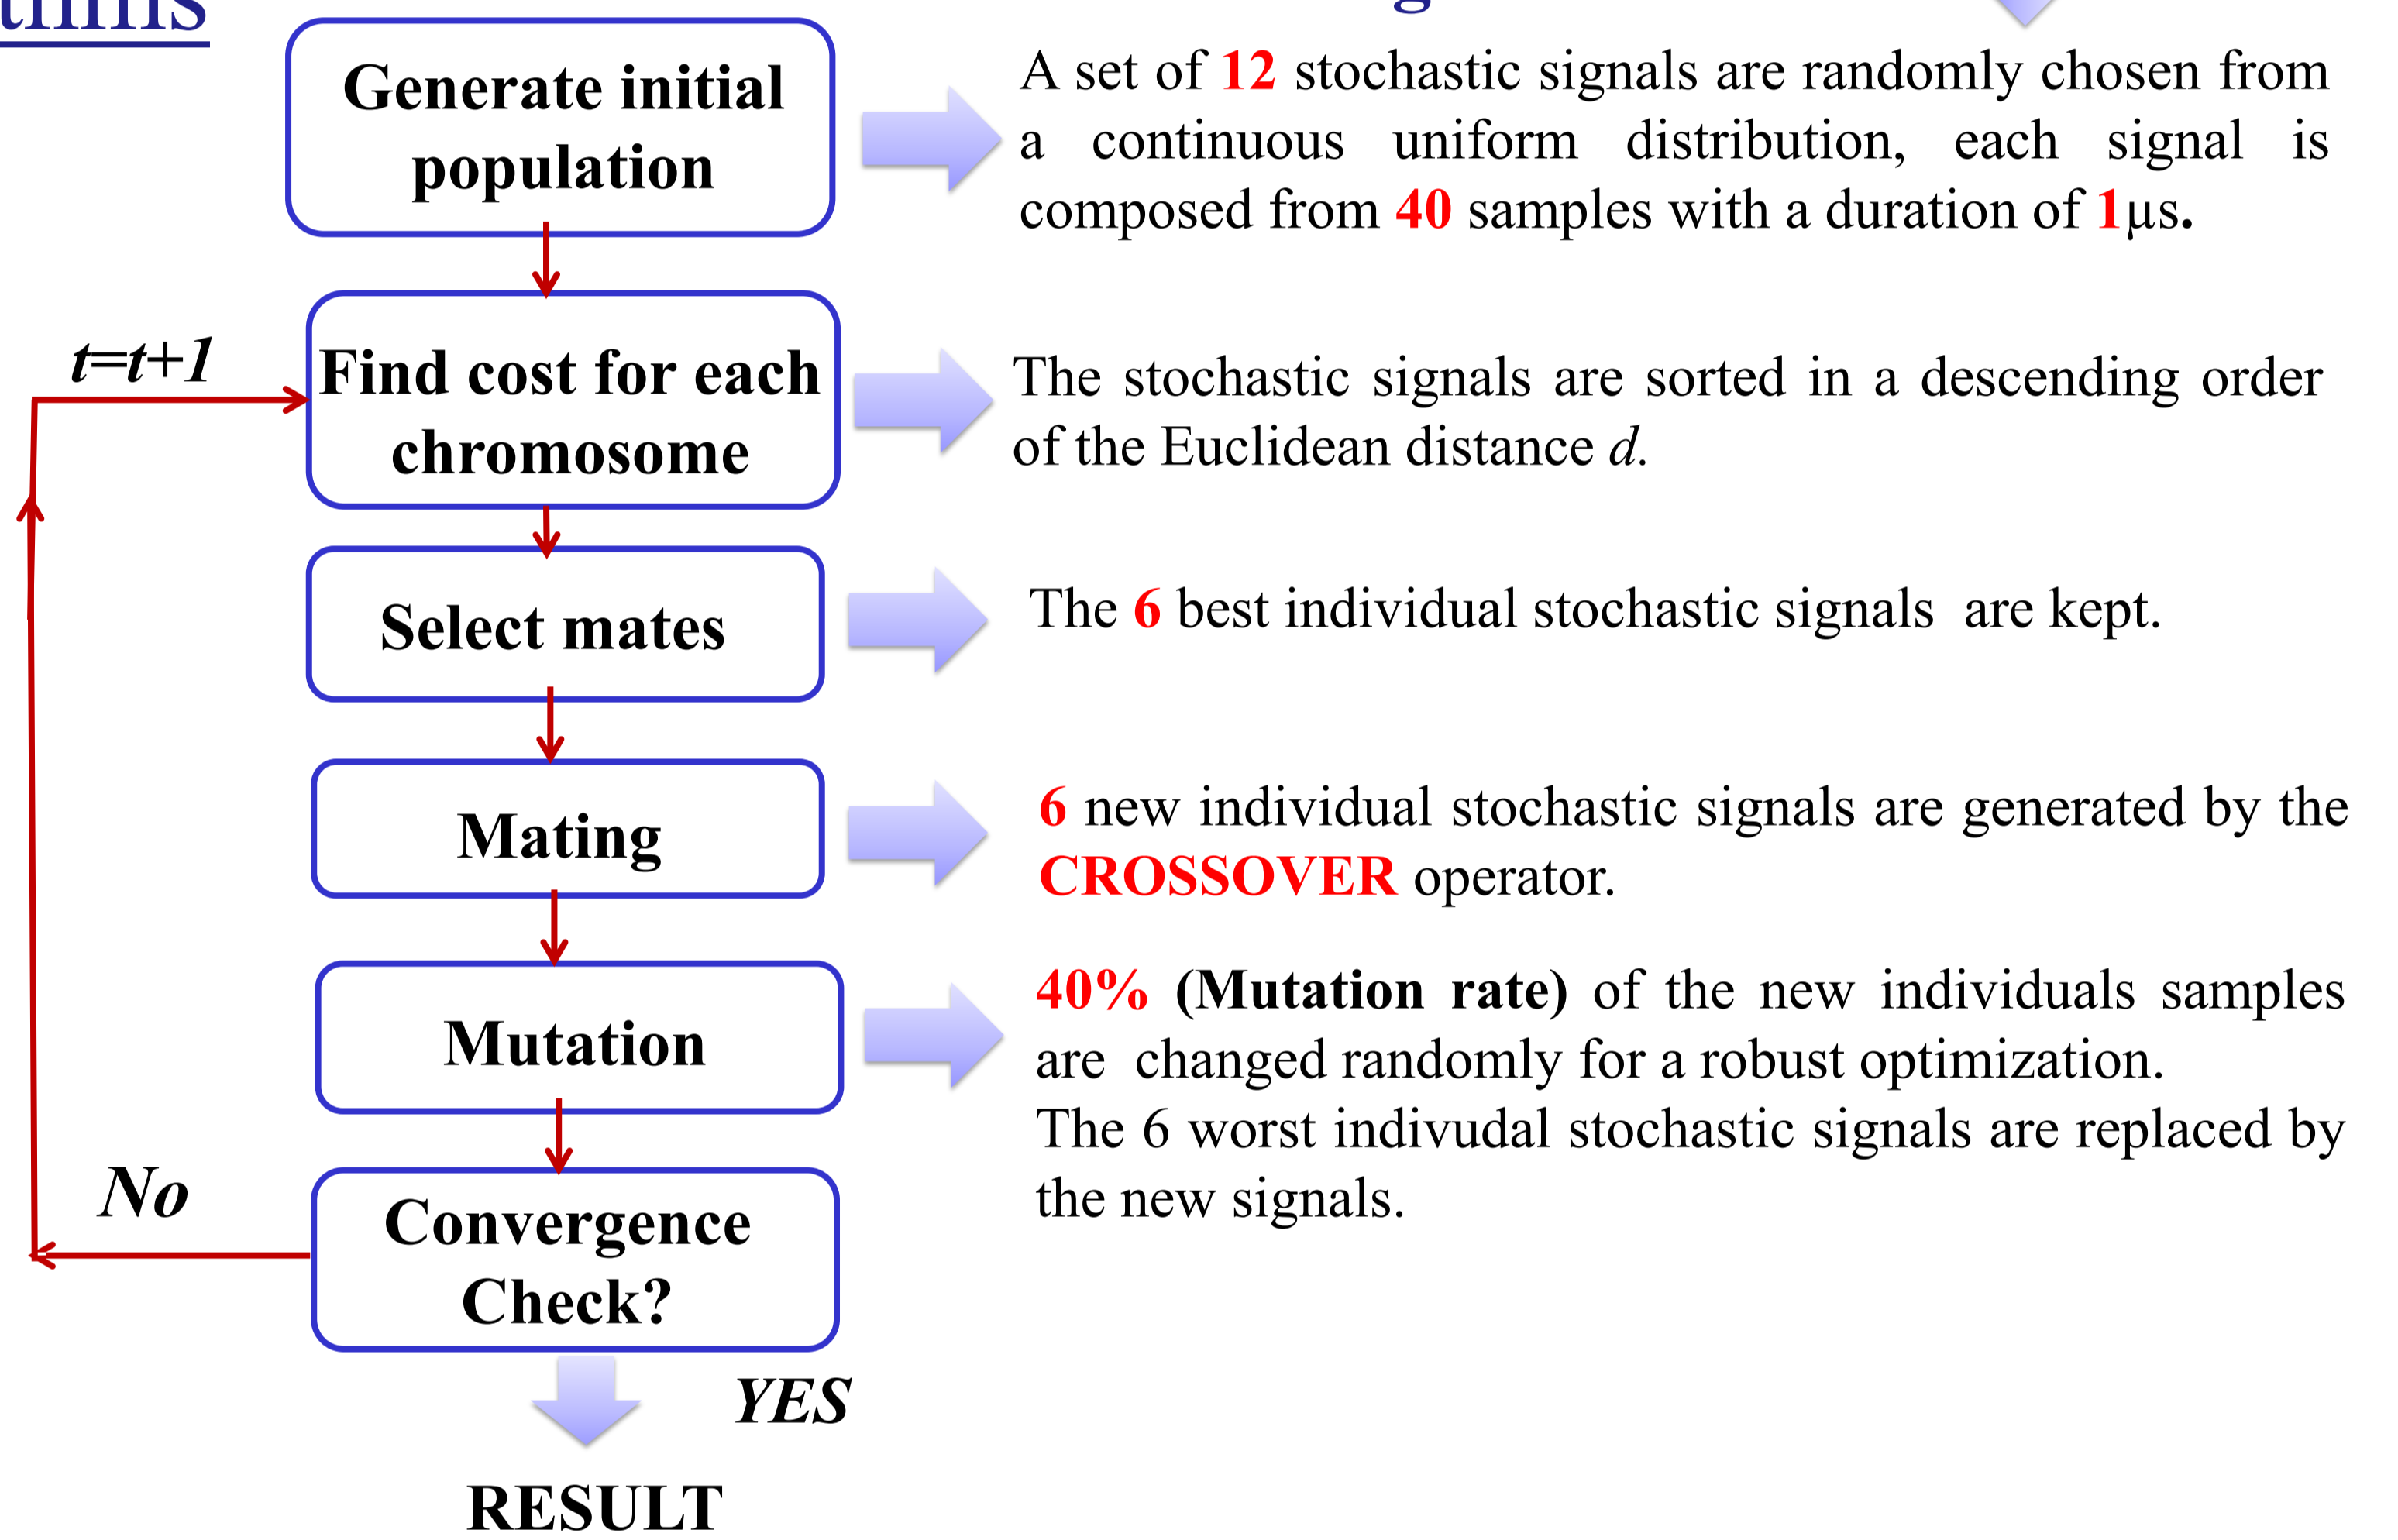 Generate initial
population
A set of 12 stochastic signals are randomly chosen from
a continuous uniform distribution, each signal is
composed from 40 samples with a duration of 1µs.
t=t+1
Find cost for each
chromosome
The stochastic signals are sorted in a descending order
of the Euclidean distance d.
Select mates
The 6 best individual stochastic signals are kept.
Mating
6 new individual stochastic signals are generated by the
CROSSOVER operator.
Mutation
40% (Mutation rate) of the new individuals samples
are changed randomly for a robust optimization.
The 6 worst indivudal stochastic signals are replaced by
the new signals.
No
Convergence
Check?
YES
RESULT